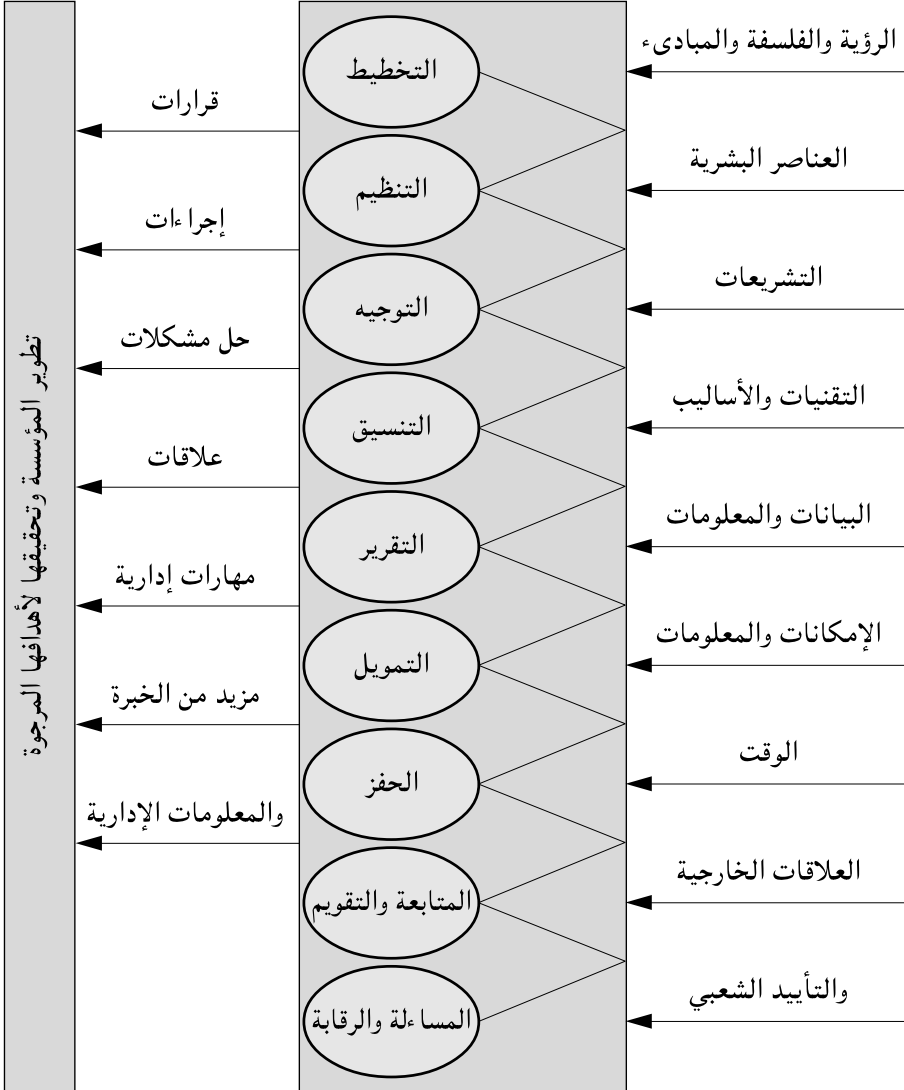 الرؤية والفلسفة والمبادىء
العناصر البشرية
التشريعات
التقنيات والأساليب
البيانات والمعلومات
الإمكانات والمعلومات
الوقت
العلاقات الخارجية
والتأييد الشعبي
التخطيط
التنظيم
التوجيه
التنسيق
التقرير
التمويل
الحفز
المتابعة والتقويم
المساءلة والرقابة
قرارات
إجراءات
حل مشكلات
علاقات
مهارات إدارية
مزيد من الخبرة
والمعلومات الإدارية
تطوير المؤسسة وتحقيقها لأهدافها المرجوة